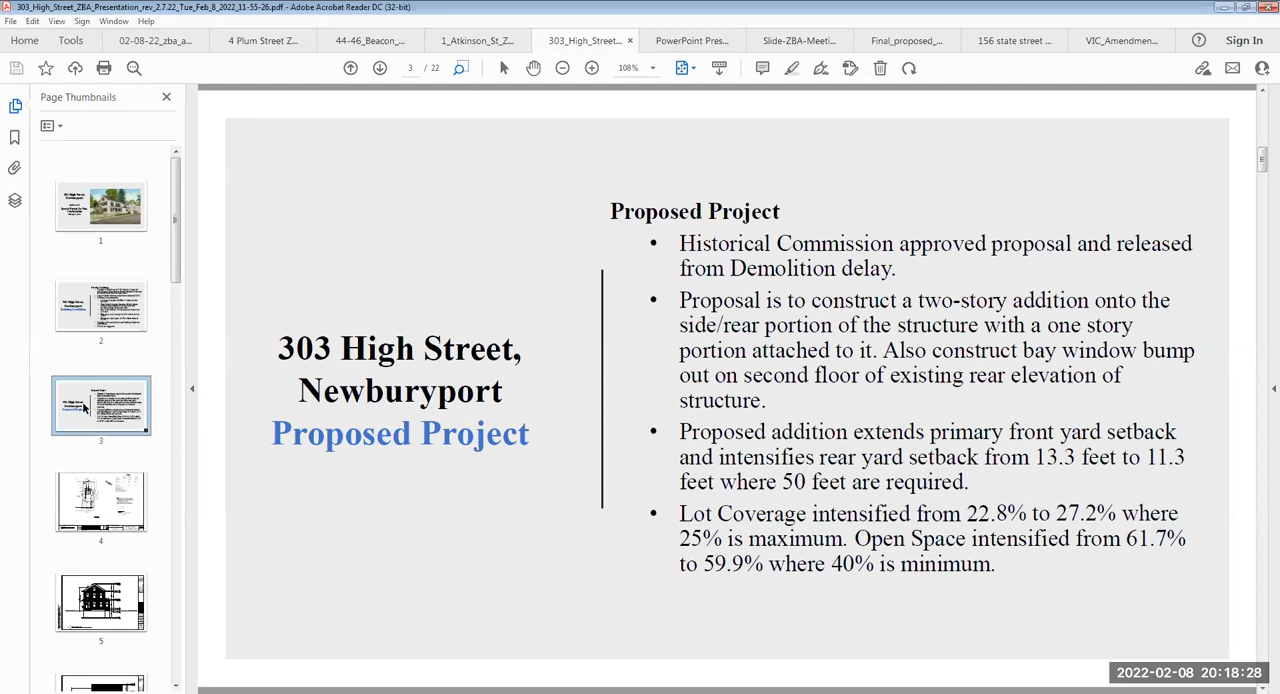 303_High_Street_ZBA_Presentation_rev_2.7.22_Tue_Feb_8_2022_11-55-26.pdf - Adobe Acrobat Reader DC (32-bit)
File Edit View Sign Window Help
Home Tools 02-08-22_zba_a... 4 Plum Street Z... 44-46_Beacon_... 1_Atkinson_St_Z... 303_High_Street... × PowerPoint Pres... Slide-ZBA-Meeti... Final_proposed_... 156 state street ... VIC_Amendmen... Sign In
3 / 22 108%
Page Thumbnails
1
2
3
4
5
303 High Street,
Newburyport
Proposed Project
Proposed Project
• Historical Commission approved proposal and released
from Demolition delay.
• Proposal is to construct a two-story addition onto the
side/rear portion of the structure with a one story
portion attached to it. Also construct bay window bump
out on second floor of existing rear elevation of
structure.
• Proposed addition extends primary front yard setback
and intensifies rear yard setback from 13.3 feet to 11.3
feet where 50 feet are required.
• Lot Coverage intensified from 22.8% to 27.2% where
25% is maximum. Open Space intensified from 61.7%
to 59.9% where 40% is minimum.
2022-02-08 20:18:28